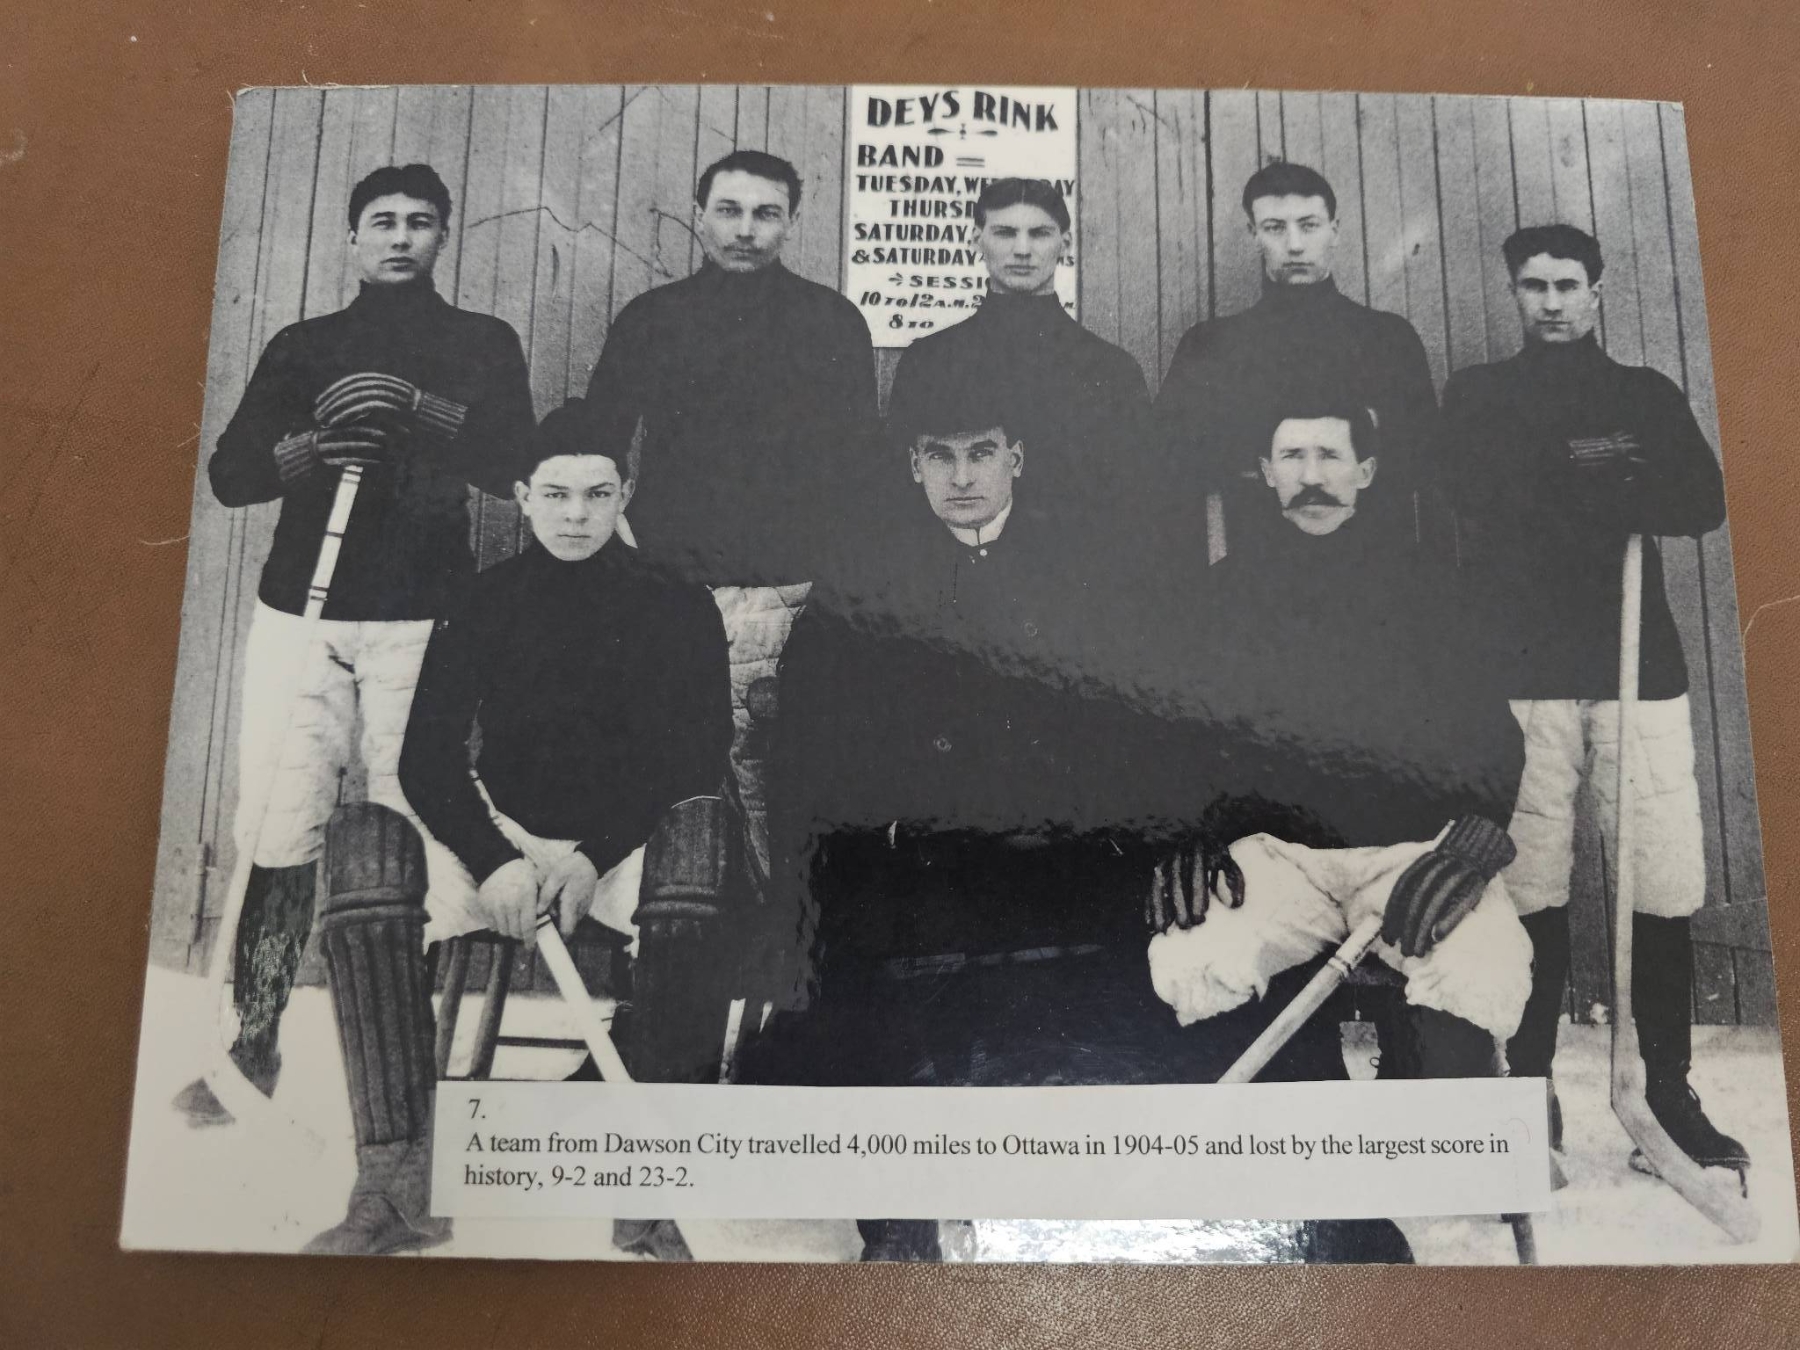 DEYS RINK
BAND
TUESDAY,
THURSD
SATURDAY,
& SATURDAY
SESSI
10 TO 12 A.M. 2
8 TO
7.
A team from Dawson City travelled 4,000 miles to Ottawa in 1904-05 and lost by the largest score in
history, 9-2 and 23-2.